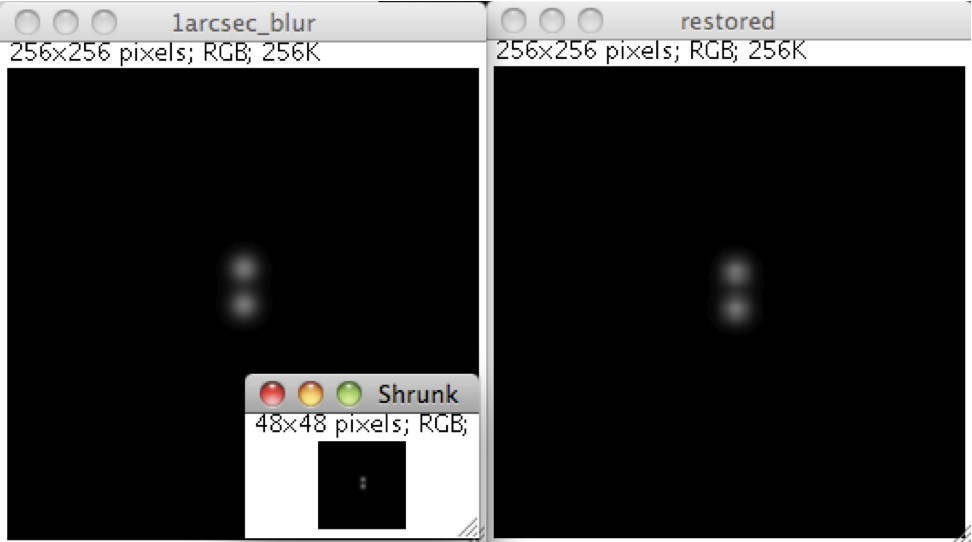 1arcsec_blur
256x256 pixels; RGB; 256K
restored
256x256 pixels; RGB; 256K
Shrunk
48x48 pixels; RGB;